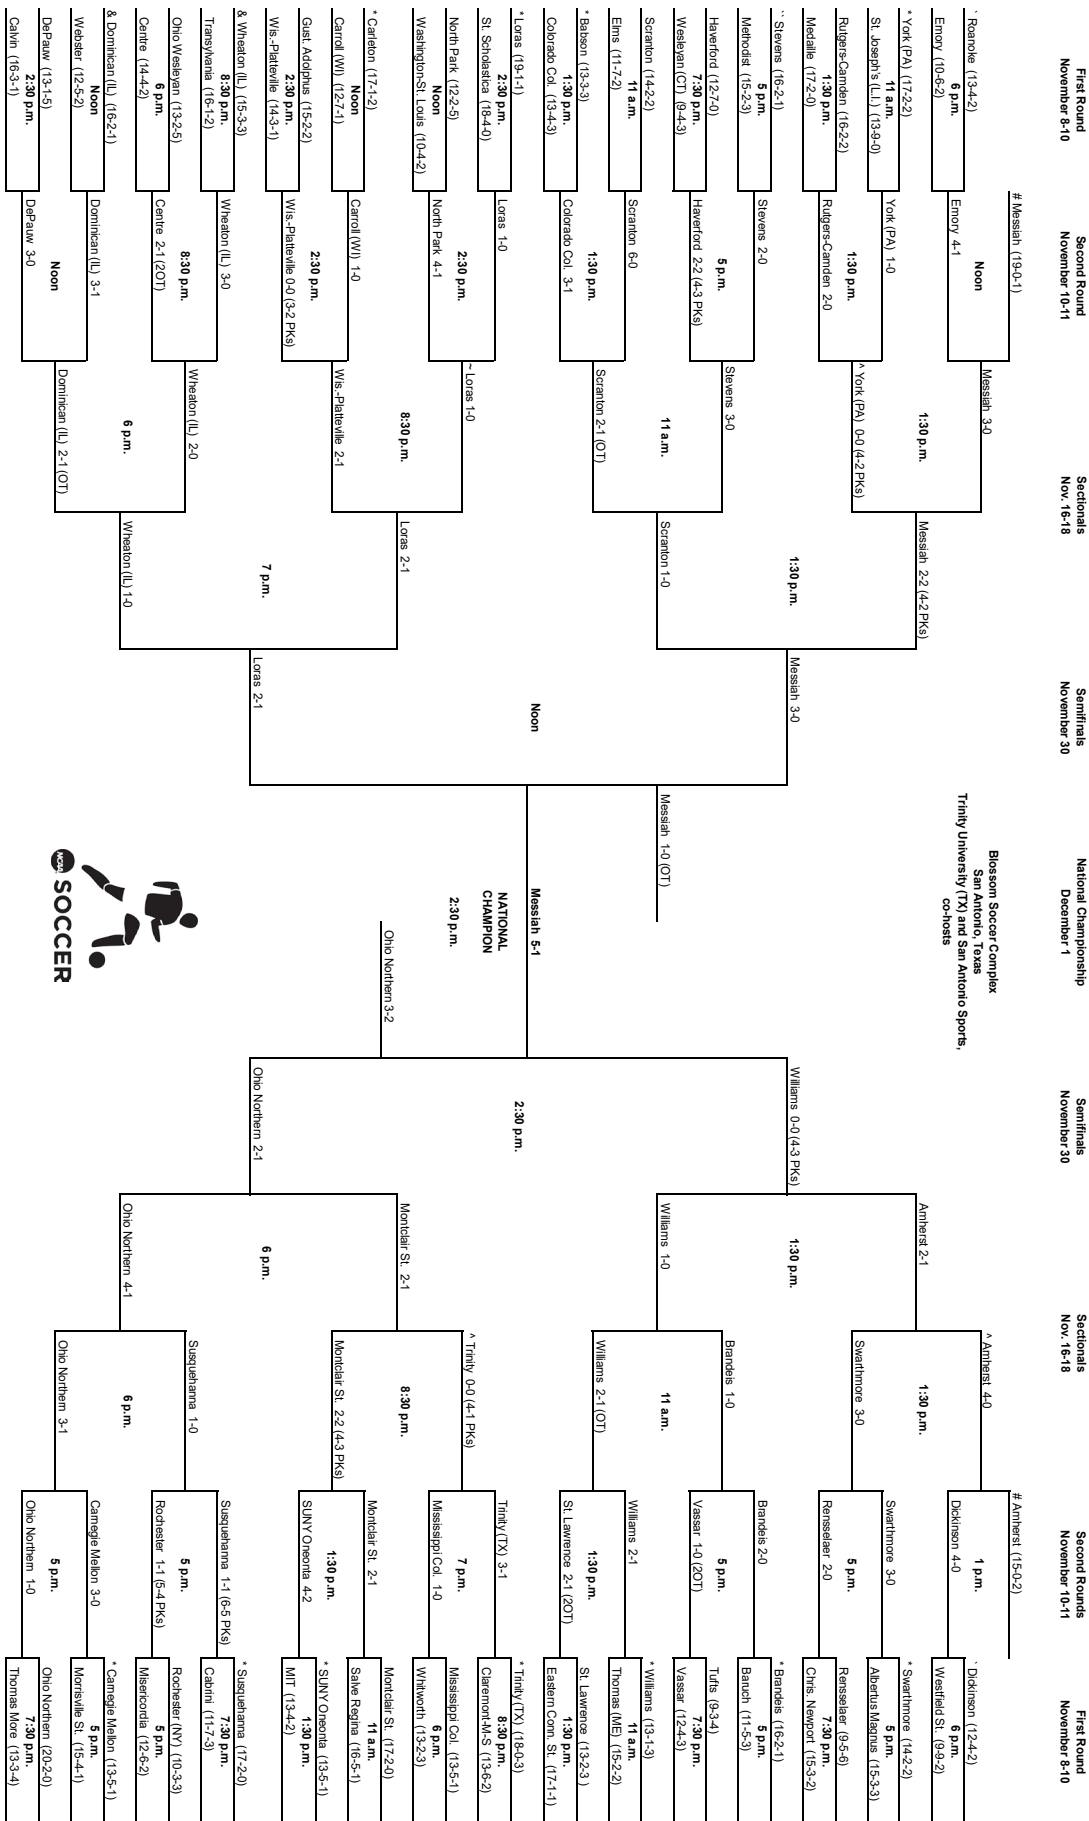 First Round
November 8-10
Second Round
November 10-11
Sectionals
Nov. 16-18
Semifinals
November 30
National Championship
December 1
Semifinals
November 30
Sectionals
Nov. 16-18
Second Rounds
November 10-11
First Round
November 8-10
` Roanoke (13-4-2)
6 p.m.
Emory (10-6-2)
* York (PA) (17-2-2)
11 a.m.
St. Joseph's (L.I.) (13-9-0)
Rutgers-Camden (16-2-2)
1:30 p.m.
Medaille (17-2-0)
`` Stevens (16-2-1)
5 p.m.
Methodist (15-2-3)
Haverford (12-7-0)
7:30 p.m.
Wesleyan (CT) (9-4-3)
Scranton (14-2-2)
11 a.m.
Elms (11-7-2)
* Babson (13-3-3)
1:30 p.m.
Colorado Col. (13-4-3)
* Loras (19-1-1)
2:30 p.m.
St. Scholastica (18-4-0)
North Park (12-2-5)
Noon
Washington-St. Louis (10-4-2)
* Carleton (17-1-2)
Noon
Carroll (WI) (12-7-1)
Gust. Adolphus (15-2-2)
2:30 p.m.
Wis.-Platteville (14-3-1)
& Wheaton (IL) (15-3-3)
8:30 p.m.
Transylvania (16-1-2)
Ohio Wesleyan (13-2-5)
6 p.m.
Centre (14-4-2)
& Dominican (IL) (16-2-1)
Noon
Webster (12-5-2)
DePauw (13-1-5)
2:30 p.m.
Calvin (16-3-1)
# Messiah (19-0-1)
Noon
Emory 4-1
York (PA) 1-0
1:30 p.m.
Rutgers-Camden 2-0
Stevens 2-0
5 p.m.
Haverford 2-2 (4-3 PKs)
Scranton 6-0
1:30 p.m.
Colorado Col. 3-1
Loras 1-0
2:30 p.m.
North Park 4-1
Carroll (WI) 1-0
2:30 p.m.
Wis.-Platteville 0-0 (3-2 PKs)
Wheaton (IL) 3-0
8:30 p.m.
Centre 2-1 (2OT)
Dominican (IL) 3-1
Noon
DePauw 3-0
Messiah 3-0
1:30 p.m.
^ York (PA) 0-0 (4-2 PKs)
Stevens 3-0
11 a.m.
Scranton 2-1 (OT)
~ Loras 1-0
8:30 p.m.
Wis.-Platteville 2-1
Wheaton (IL) 2-0
6 p.m.
Dominican (IL) 2-1 (OT)
Messiah 2-2 (4-2 PKs)
1:30 p.m.
Scranton 1-0
Loras 2-1
7 p.m.
Wheaton (IL) 1-0
Messiah 3-0
Noon
Loras 2-1
Blossom Soccer Complex
San Antonio, Texas
Trinity University (TX) and San Antonio Sports,
co-hosts
Messiah 1-0 (OT)
Messiah 5-1
NATIONAL
CHAMPION
2:30 p.m.
Ohio Northern 3-2
NCAA SOCCER
Williams 0-0 (4-3 PKs)
2:30 p.m.
Ohio Northern 2-1
Amherst 2-1
1:30 p.m.
Williams 1-0
Montclair St. 2-1
6 p.m.
Ohio Northern 4-1
^ Amherst 4-0
1:30 p.m.
Swarthmore 3-0
Brandeis 1-0
11 a.m.
Williams 2-1 (OT)
^ Trinity 0-0 (4-1 PKs)
8:30 p.m.
Montclair St. 2-2 (4-3 PKs)
Susquehanna 1-0
6 p.m.
Ohio Northern 3-1
# Amherst (15-0-2)
1 p.m.
Dickinson 4-0
Swarthmore 3-0
5 p.m.
Rensselaer 2-0
Brandeis 2-0
5 p.m.
Vassar 1-0 (2OT)
Williams 2-1
1:30 p.m.
St. Lawrence 2-1 (2OT)
Trinity (TX) 3-1
7 p.m.
Mississippi Col. 1-0
Montclair St. 2-1
1:30 p.m.
SUNY Oneonta 4-2
Susquehanna 1-1 (6-5 PKs)
5 p.m.
Rochester 1-1 (5-4 PKs)
Carnegie Mellon 3-0
5 p.m.
Ohio Northern 1-0
` Dickinson (12-4-2)
6 p.m.
Westfield St. (9-9-2)
* Swarthmore (14-2-2)
5 p.m.
Albertus Magnus (15-3-3)
Rensselaer (9-5-6)
7:30 p.m.
Chris. Newport (15-3-2)
* Brandeis (16-2-1)
5 p.m.
Baruch (11-5-3)
Tufts (9-3-4)
7:30 p.m.
Vassar (12-4-3)
* Williams (13-1-3)
11 a.m.
Thomas (ME) (15-2-2)
St. Lawrence (13-2-3 )
1:30 p.m.
Eastern Conn. St. (17-1-1)
* Trinity (TX) (18-0-3)
8:30 p.m.
Claremont-M-S (13-6-2)
Mississippi Col. (13-5-1)
6 p.m.
Whitworth (13-2-3)
Montclair St. (17-2-0)
11 a.m.
Salve Regina (16-5-1)
* SUNY Oneonta (13-5-1)
1:30 p.m.
MIT (13-4-2)
* Susquehanna (17-2-0)
7:30 p.m.
Cabrini (11-7-3)
Rochester (NY) (10-3-3)
5 p.m.
Misericordia (12-6-2)
* Carnegie Mellon (13-5-1)
5 p.m.
Morrisville St. (15-4-1)
Ohio Northern (20-2-0)
7:30 p.m.
Thomas More (13-3-4)